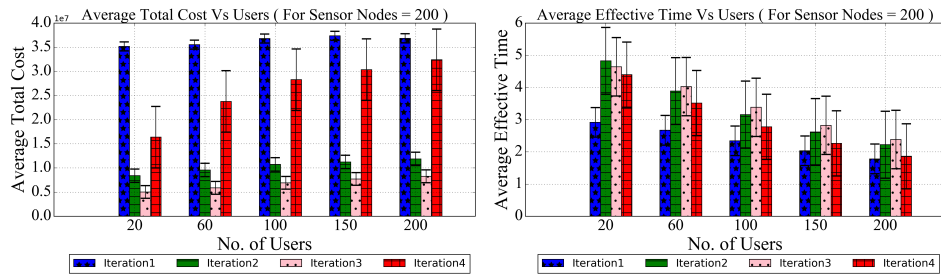 Average Total Cost Vs Users ( For Sensor Nodes = 200 )
1e7
4.0
3.5
3.0
2.5
2.0
1.5
1.0
0.5
0.0
Average Total Cost
20 60 100 150 200
No. of Users
Iteration1 Iteration2 Iteration3 Iteration4
Average Effective Time Vs Users ( For Sensor Nodes = 200 )
6
5
4
3
2
1
0
Average Effective Time
20 60 100 150 200
No. of Users
Iteration1 Iteration2 Iteration3 Iteration4